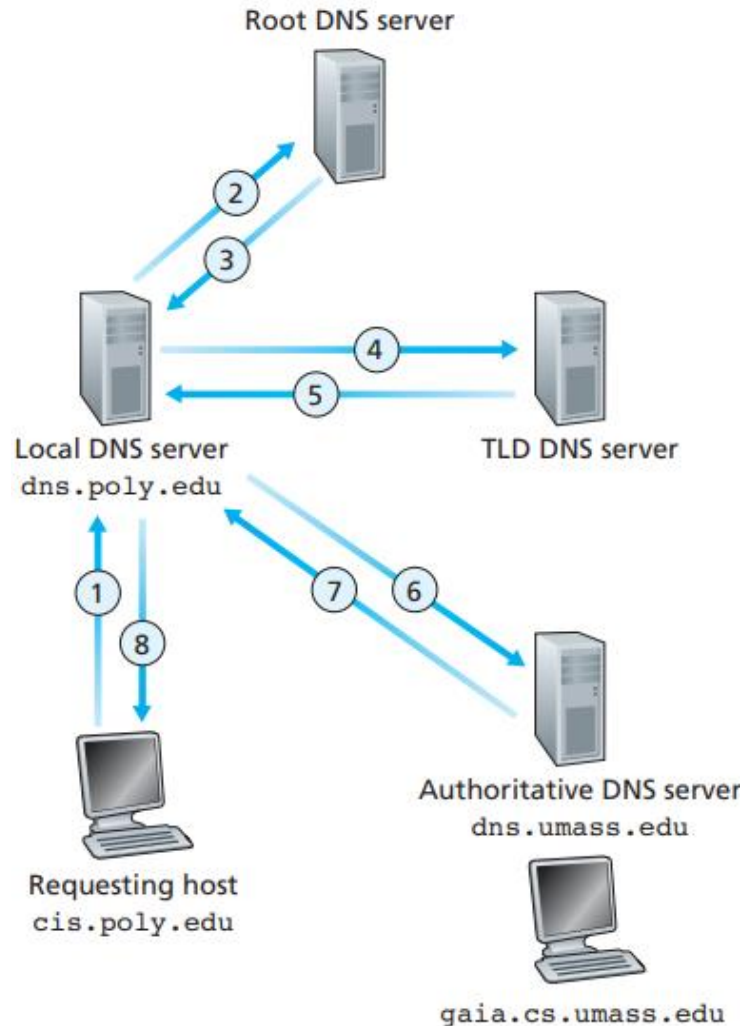 Root DNS server
2
3
4
5
Local DNS server
dns.poly.edu
TLD DNS server
1
8
7
6
Authoritative DNS server
dns.umass.edu
Requesting host
cis.poly.edu
gaia.cs.umass.edu